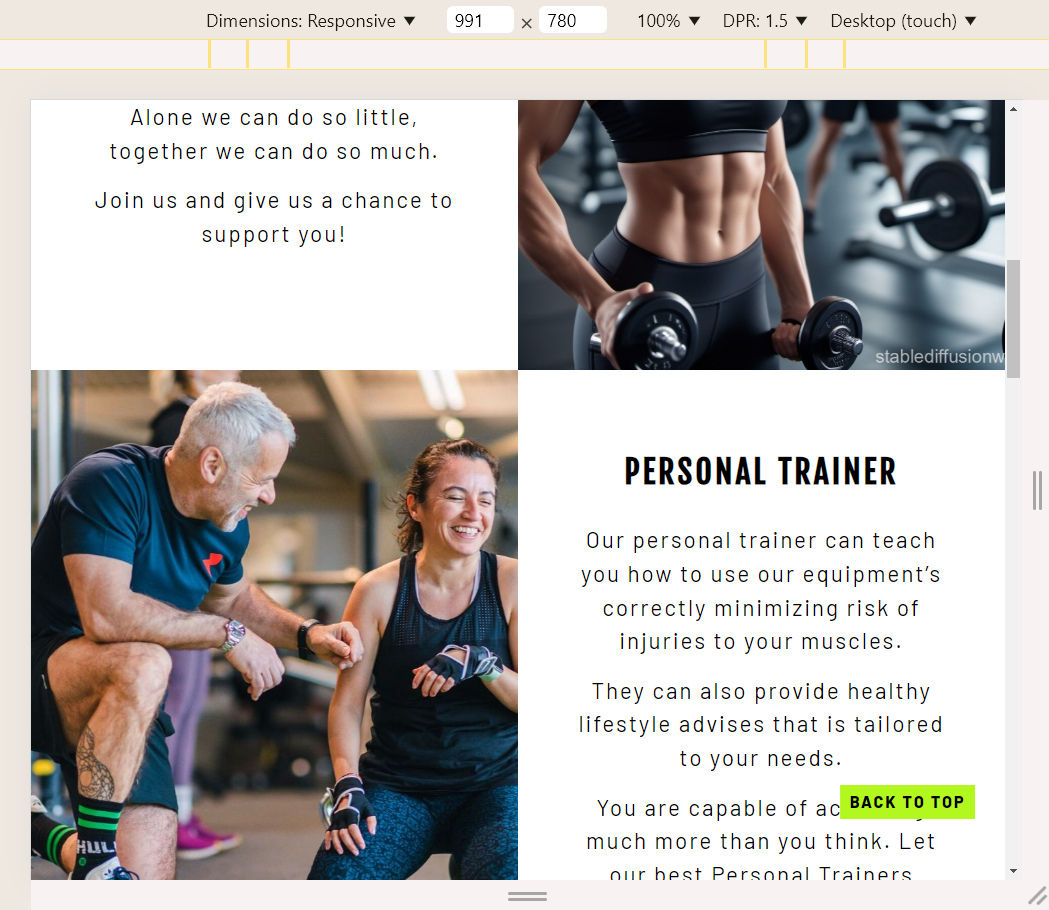 Dimensions: Responsive ▼ 991 × 780 100% ▼ DPR: 1.5 ▼ Desktop (touch) ▼
Alone we can do so little,
together we can do so much.
Join us and give us a chance to
support you!
stablediffusionw
PERSONAL TRAINER
Our personal trainer can teach
you how to use our equipment’s
correctly minimizing risk of
injuries to your muscles.
They can also provide healthy
lifestyle advises that is tailored
to your needs.
You are capable of
BACK TO TOP
much more than you think. Let
our best Personal Trainers